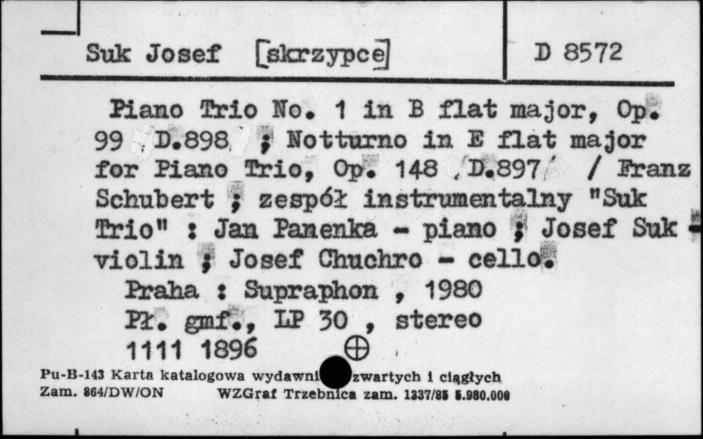 Suk Josef [skrzypce]
D 8572
Piano Trio No. 1 in B flat major, Op.
99 /D.898/ ; Notturno in E flat major
for Piano Trio, Op. 148 /D.897/ / Franz
Schubert ; zespół instrumentalny "Suk
Trio" : Jan Panenka - piano ; Josef Suk -
violin ; Josef Chuchro - cello.
Praha : Supraphon , 1980
Pł. gmf., LP 30 , stereo
1111 1896
Pu-B-143 Karta katalogowa zwartych i ciągłych
Zam. 864/DW/ON WZGraf Trzebnica zam. 1337/85 5.980.000